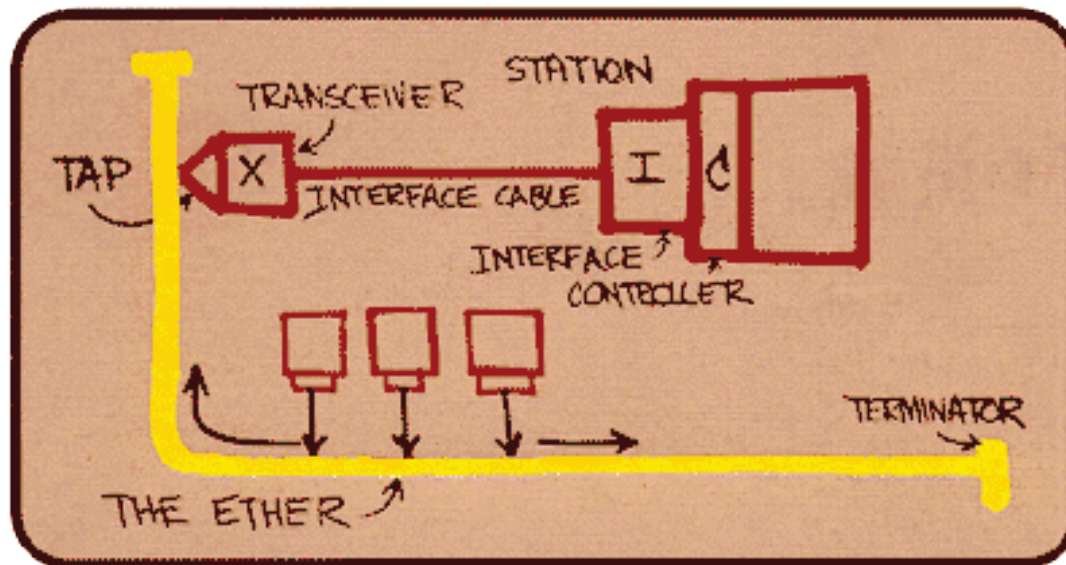 STATION
TRANSCEIVER
TAP
X
I
C
INTERFACE CABLE
INTERFACE
CONTROLLER
TERMINATOR
THE ETHER